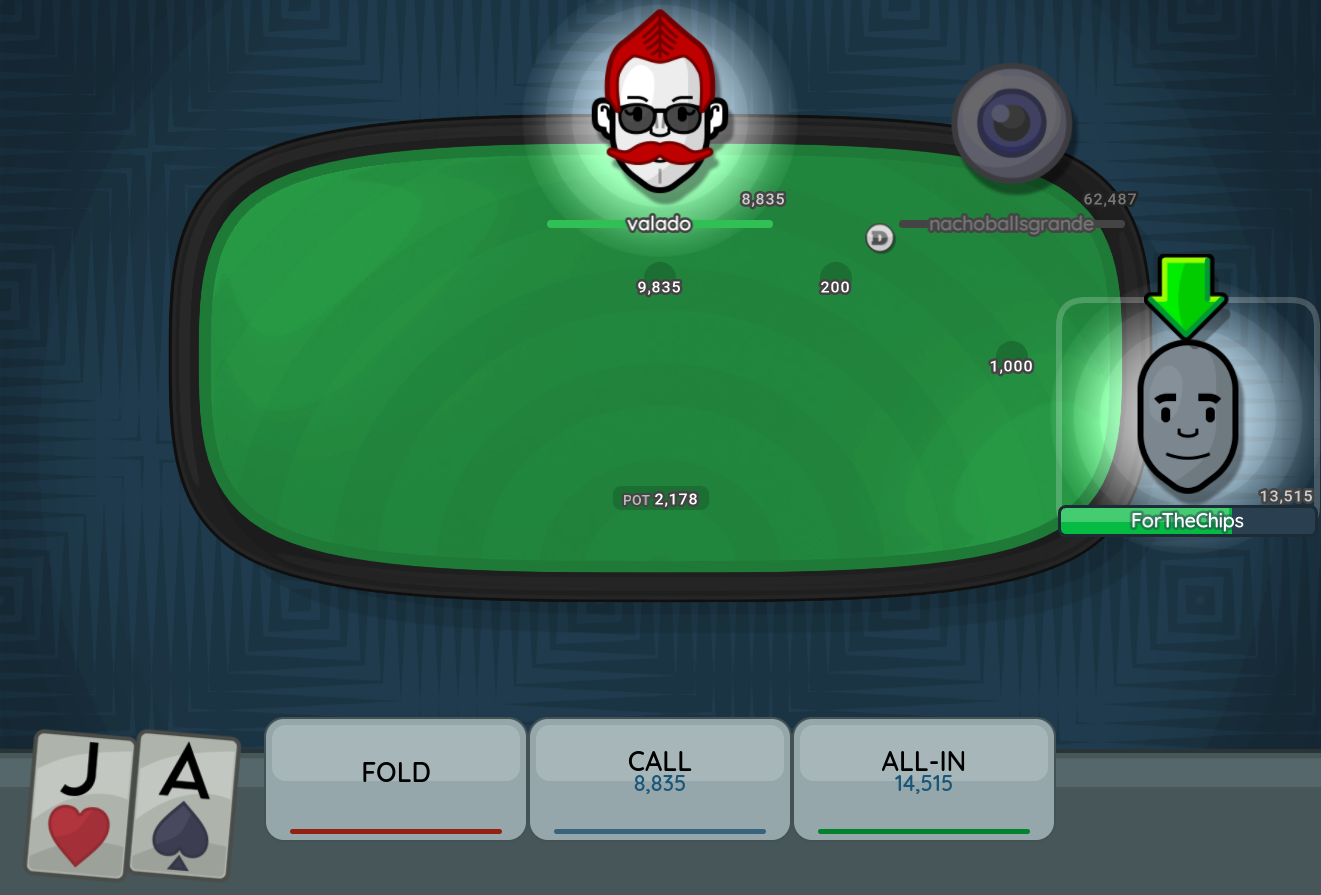 8,835
62,487
valado
nachoballsgrande
D
9,835
200
1,000
POT 2,178
13,515
ForTheChips
J
A
FOLD
CALL
8,835
ALL-IN
14,515